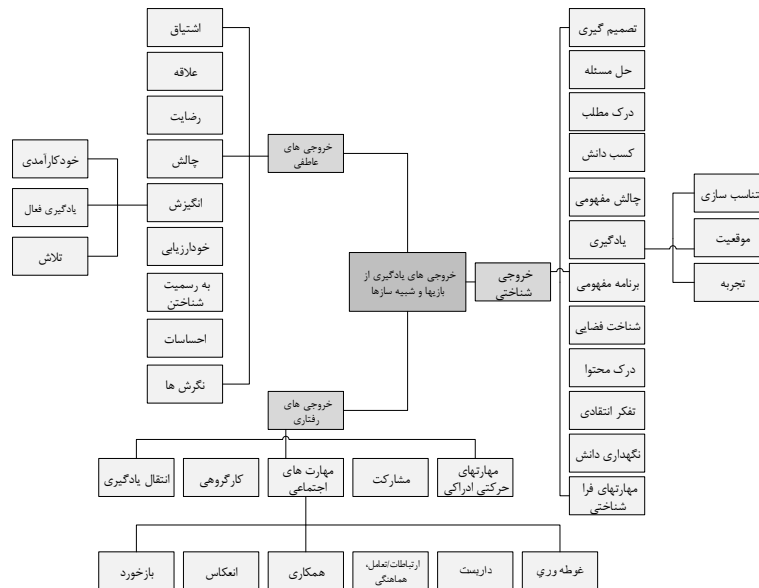 تصمیم گیری
حل مسئله
درک مطلب
کسب دانش
چالش مفهومی
یادگیری
برنامه مفهومی
شناخت فضایی
درک محتوا
تفکر انتقادی
نگهداری دانش
مهارتهای فرا
شناختی
متناسب سازی
موقعیت
تجربه
خروجی
شناختی
خروجی های یادگیری از
بازیها و شبیه سازها
خروجی های
عاطفی
اشتیاق
علاقه
رضایت
چالش
انگیزش
خودارزیابی
به رسمیت
شناختن
احساسات
نگرش ها
خودکارآمدی
یادگیری فعال
تلاش
خروجی های
رفتاری
مهارتهای
حرکتی ادراکی
مشارکت
مهارت های
اجتماعی
کارگروهی
انتقال یادگیری
غوطه وري
داربست
ارتباطات/تعامل،
هماهنگی
همکاری
انعکاس
بازخورد